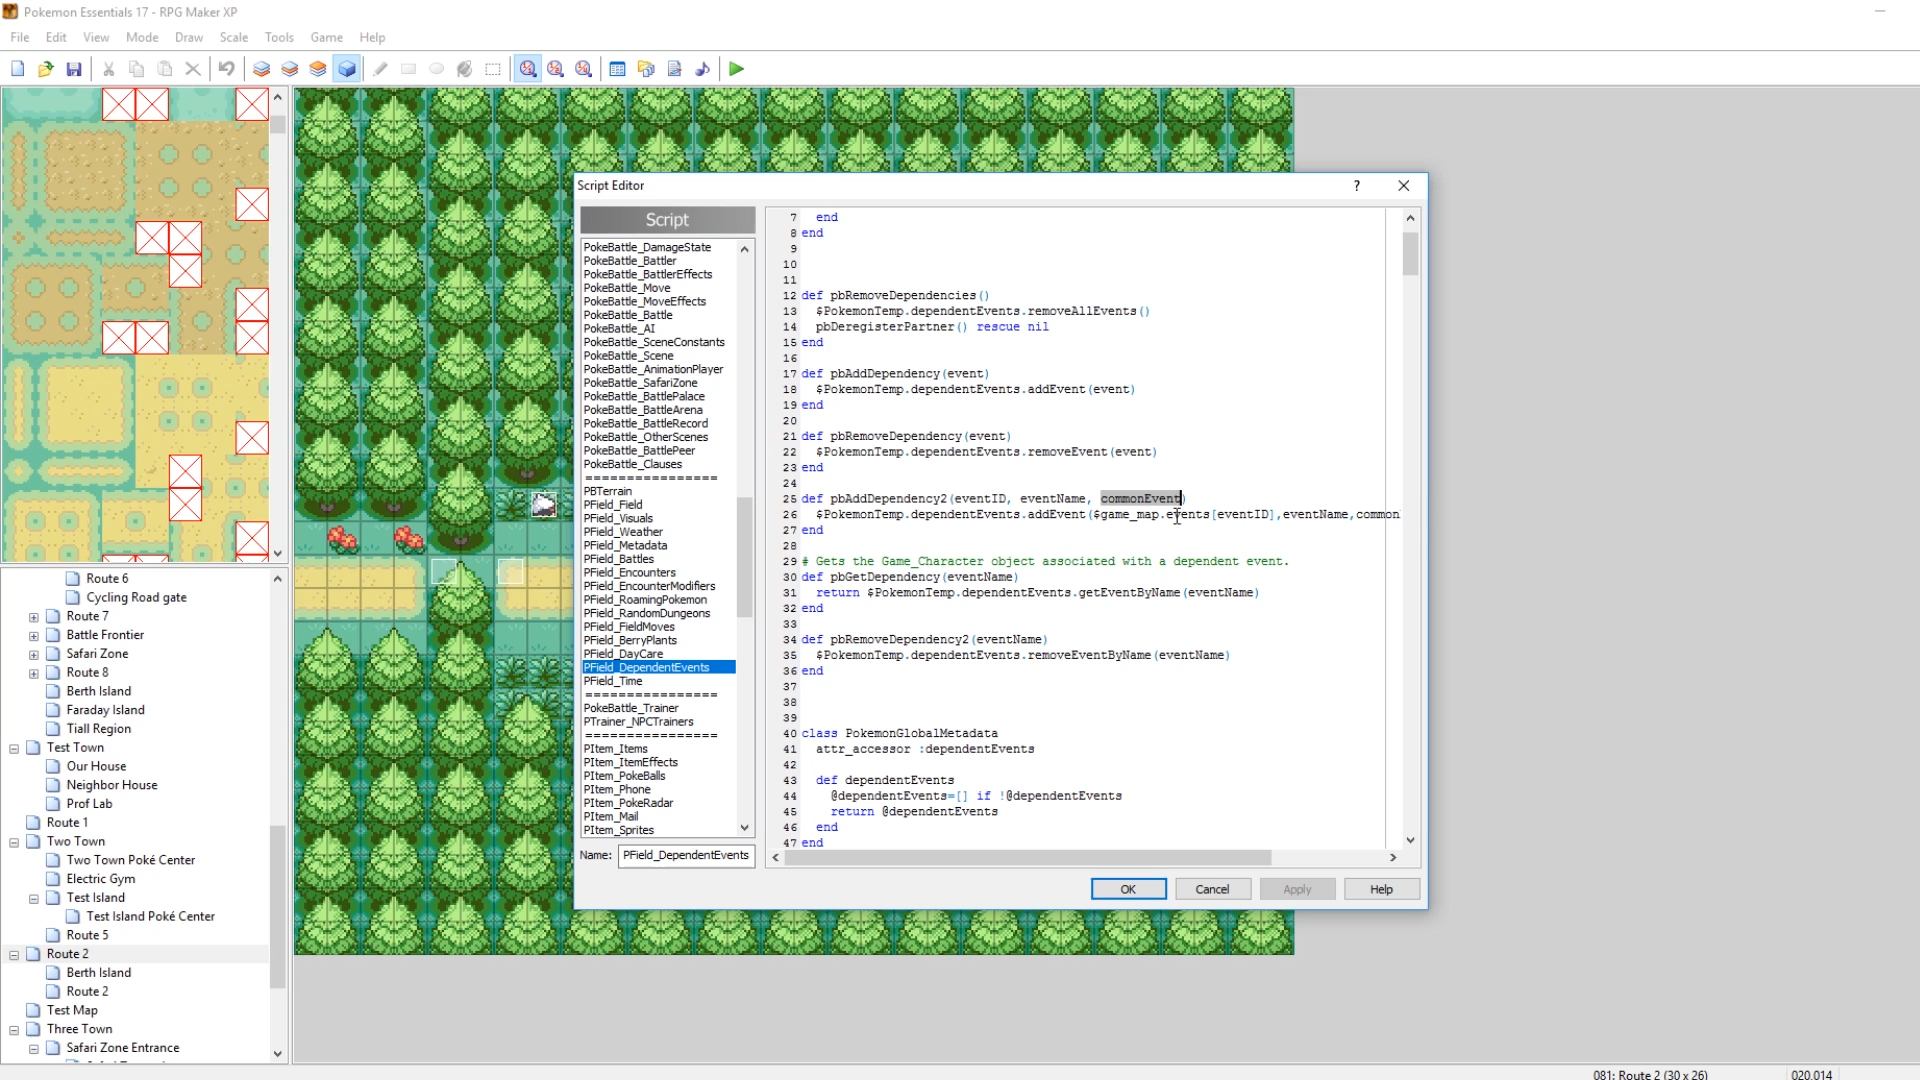 Pokemon Essentials 17 - RPG Maker XP
File Edit View Mode Draw Scale Tools Game Help
Route 6
Cycling Road gate
Route 7
Battle Frontier
Safari Zone
Route 8
Berth Island
Faraday Island
Tiall Region
Test Town
Our House
Neighbor House
Prof Lab
Route 1
Two Town
Two Town Poké Center
Electric Gym
Test Island
Test Island Poké Center
Route 5
Route 2
Berth Island
Route 2
Test Map
Three Town
Safari Zone Entrance
Script Editor
Script
PokeBattle_DamageState
PokeBattle_Battler
PokeBattle_BattlerEffects
PokeBattle_Move
PokeBattle_MoveEffects
PokeBattle_Battle
PokeBattle_AI
PokeBattle_SceneConstants
PokeBattle_Scene
PokeBattle_AnimationPlayer
PokeBattle_SafariZone
PokeBattle_BattlePalace
PokeBattle_BattleArena
PokeBattle_BattleRecord
PokeBattle_OtherScenes
PokeBattle_BattlePeer
PokeBattle_Clauses
================
PBTerrain
PField_Field
PField_Visuals
PField_Weather
PField_Metadata
PField_Battles
PField_Encounters
PField_EncounterModifiers
PField_RoamingPokemon
PField_RandomDungeons
PField_FieldMoves
PField_BerryPlants
PField_DayCare
PField_DependentEvents
PField_Time
================
PokeBattle_Trainer
PTrainer_NPCTrainers
================
PItem_Items
PItem_ItemEffects
PItem_PokeBalls
PItem_Phone
PItem_PokeRadar
PItem_Mail
PItem_Sprites
Name: PField_DependentEvents
7 end
8 end
9
10
11
12 def pbRemoveDependencies()
13 $PokemonTemp.dependentEvents.removeAllEvents()
14 pbDeregisterPartner() rescue nil
15 end
16
17 def pbAddDependency(event)
18 $PokemonTemp.dependentEvents.addEvent(event)
19 end
20
21 def pbRemoveDependency(event)
22 $PokemonTemp.dependentEvents.removeEvent(event)
23 end
24
25 def pbAddDependency2(eventID, eventName, commonEvent)
26 $PokemonTemp.dependentEvents.addEvent($game_map.events[eventID],eventName,common
27 end
28
29 # Gets the Game_Character object associated with a dependent event.
30 def pbGetDependency(eventName)
31 return $PokemonTemp.dependentEvents.getEventByName(eventName)
32 end
33
34 def pbRemoveDependency2(eventName)
35 $PokemonTemp.dependentEvents.removeEventByName(eventName)
36 end
37
38
39
40 class PokemonGlobalMetadata
41 attr_accessor :dependentEvents
42
43 def dependentEvents
44 @dependentEvents=[] if !@dependentEvents
45 return @dependentEvents
46 end
47 end
OK Cancel Apply Help
081: Route 2 (30 x 26) 020.014